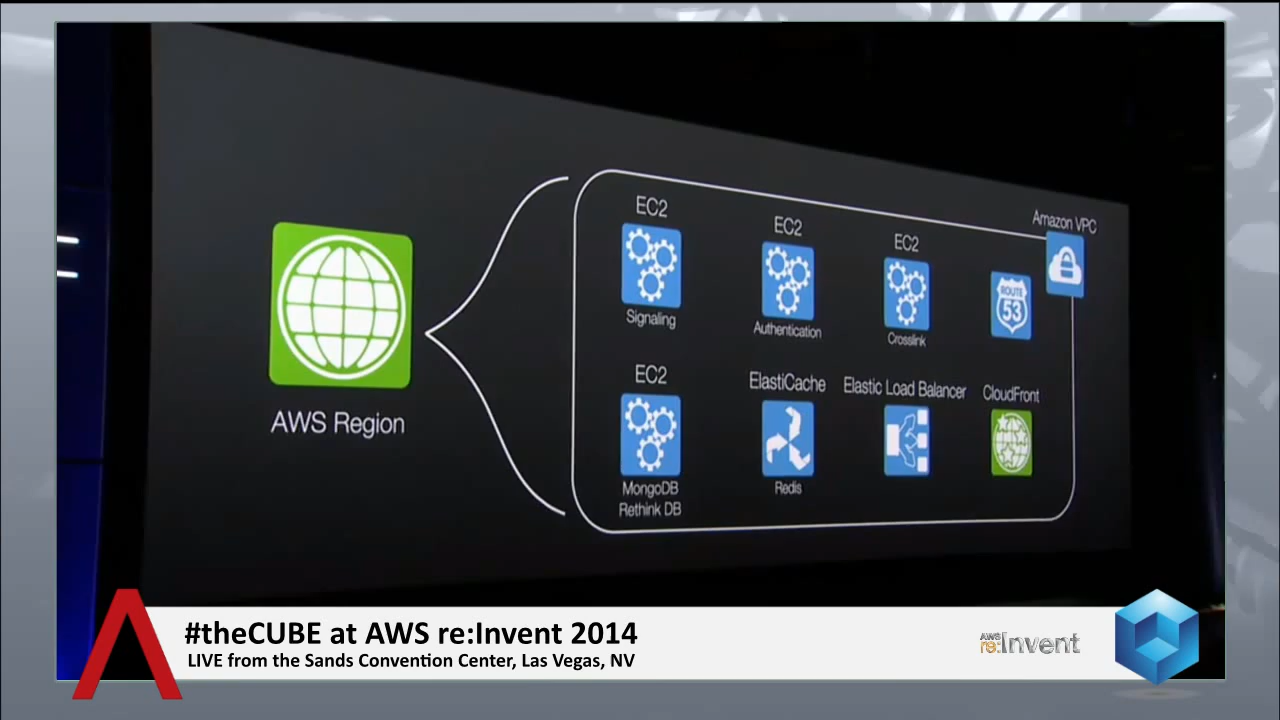 Amazon VPC
EC2
EC2
EC2
Signaling
Authentication
Crosslink
ROUTE
53
AWS Region
EC2
ElastiCache
Elastic Load Balancer
CloudFront
MongoDB
Rethink DB
Redis
#theCUBE at AWS re:Invent 2014
LIVE from the Sands Convention Center, Las Vegas, NV
AWS
re:Invent